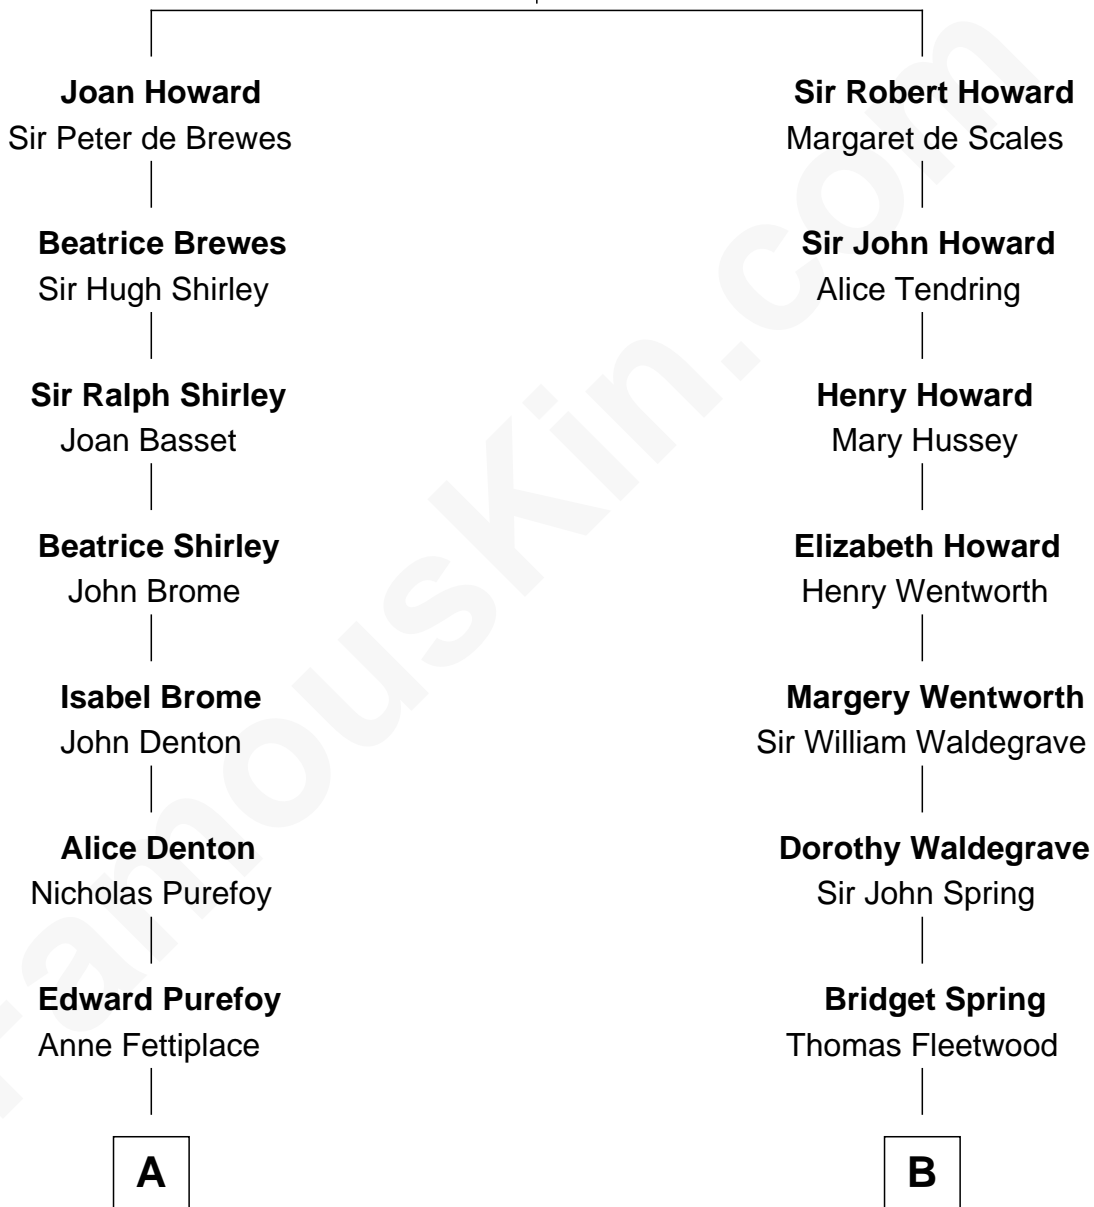 Joan Howard
Sir Peter de Brewes
Beatrice Brewes
Sir Hugh Shirley
Sir Ralph Shirley
Joan Basset
Beatrice Shirley
John Brome
Isabel Brome
John Denton
Alice Denton
Nicholas Purefoy
Edward Purefoy
Anne Fettiplace
A
Sir Robert Howard
Margaret de Scales
Sir John Howard
Alice Tendring
Henry Howard
Mary Hussey
Elizabeth Howard
Henry Wentworth
Margery Wentworth
Sir William Waldegrave
Dorothy Waldegrave
Sir John Spring
Bridget Spring
Thomas Fleetwood
B
FamousKin.com